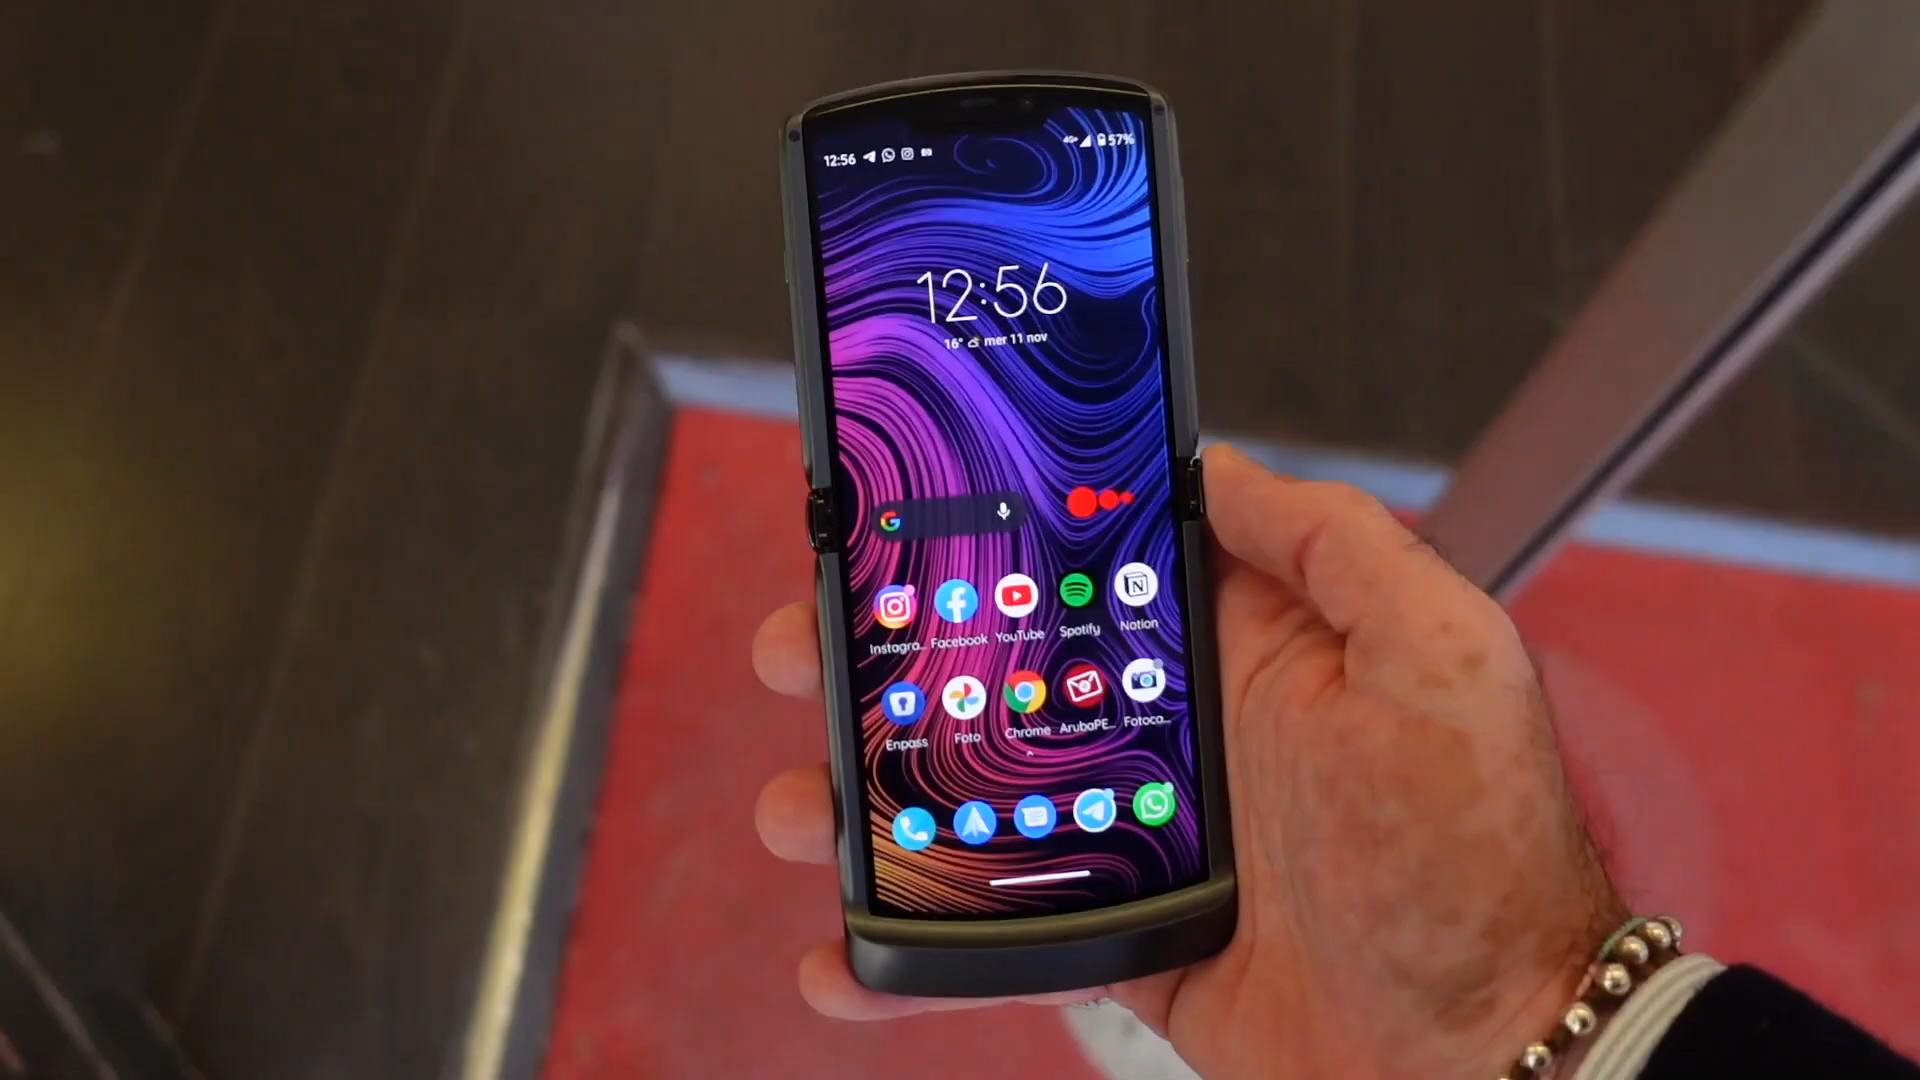 12:56
4G+ 57%
12:56
16° mer 11 nov
Instagra... Facebook YouTube Spotify Notion
Enpass Foto Chrome ArubaPE... Fotoca...